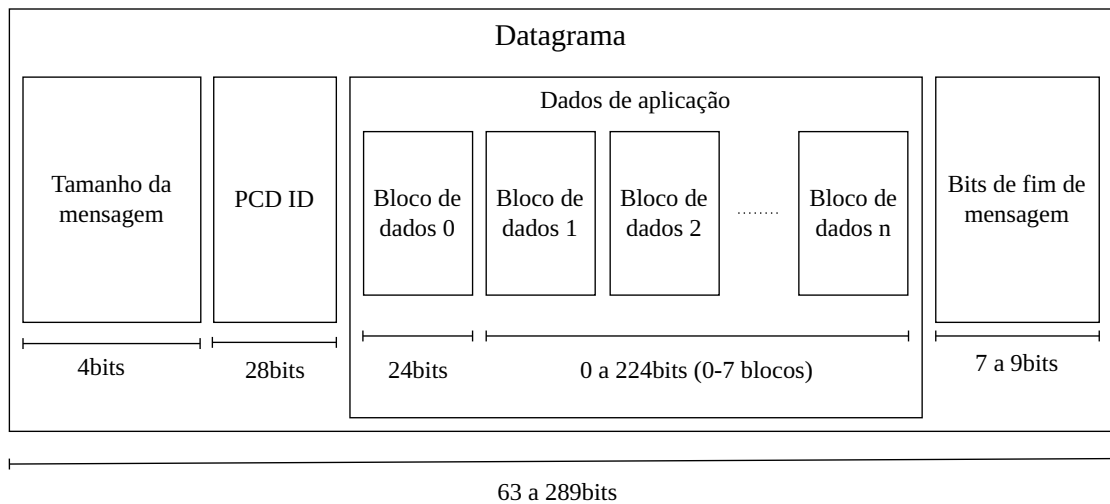 Datagrama
Dados de aplicação
Tamanho da
mensagem
PCD ID
Bloco de
dados 0
Bloco de
dados 1
Bloco de
dados 2
........
Bloco de
dados n
Bits de fim de
mensagem
4bits
28bits
24bits
0 a 224bits (0-7 blocos)
7 a 9bits
63 a 289bits